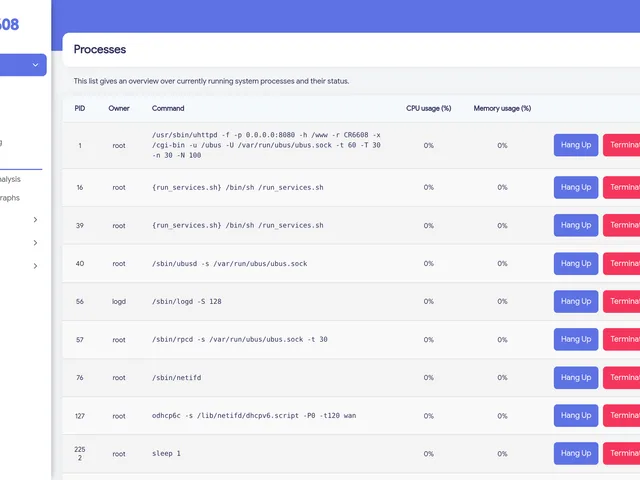 608
Processes
This list gives an overview over currently running system processes and their status.
PID Owner Command CPU usage (%) Memory usage (%)
1 root /usr/sbin/uhttpd -f -p 0.0.0.0:8080 -h /www -r CR6608 -x
/cgi-bin -u /ubus -U /var/run/ubus/ubus.sock -t 60 -T 30
-n 30 -N 100 0% 0% Hang Up Terminat
16 root {run_services.sh} /bin/sh /run_services.sh 0% 0% Hang Up Terminat
39 root {run_services.sh} /bin/sh /run_services.sh 0% 0% Hang Up Terminat
40 root /sbin/ubusd -s /var/run/ubus/ubus.sock 0% 0% Hang Up Terminat
56 logd /sbin/logd -S 128 0% 0% Hang Up Terminat
57 root /sbin/rpcd -s /var/run/ubus/ubus.sock -t 30 0% 0% Hang Up Terminat
76 root /sbin/netifd 0% 0% Hang Up Terminat
127 root odhcp6c -s /lib/netifd/dhcpv6.script -P0 -t120 wan 0% 0% Hang Up Terminat
225
2 root sleep 1 0% 0% Hang Up Terminat
g
nalysis
raphs